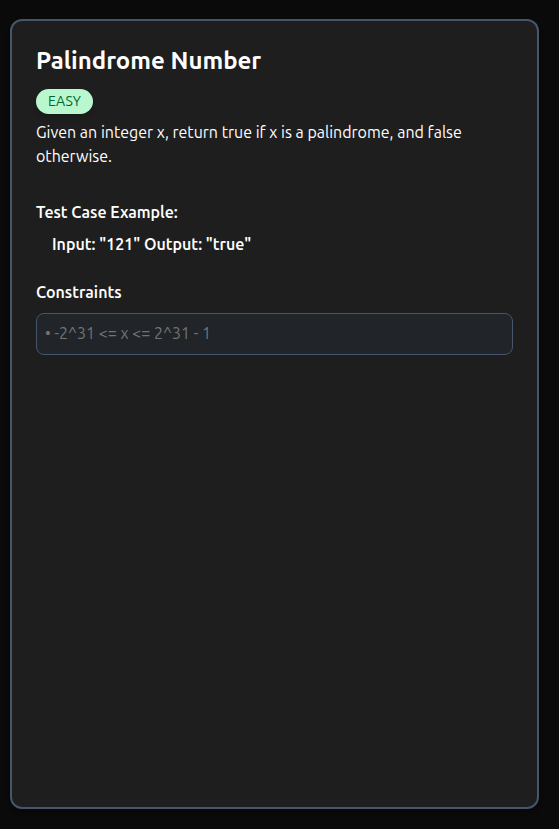 Palindrome Number
EASY
Given an integer x, return true if x is a palindrome, and false
otherwise.
Test Case Example:
Input: "121" Output: "true"
Constraints
• -2^31 <= x <= 2^31 - 1